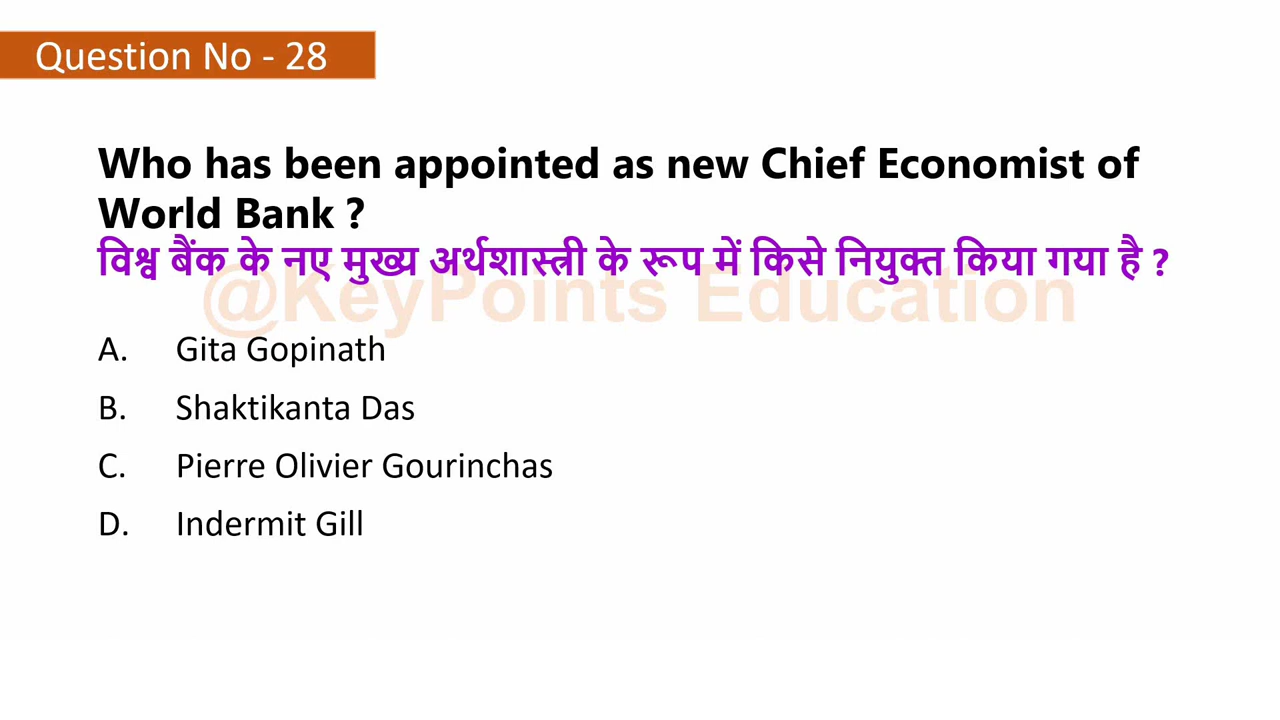 Question No - 28
Who has been appointed as new Chief Economist of
World Bank ?
विश्व बैंक के नए मुख्य अर्थशास्त्री के रूप में किसे नियुक्त किया गया है ?
@KeyPoints Education
A. Gita Gopinath
B. Shaktikanta Das
C. Pierre Olivier Gourinchas
D. Indermit Gill